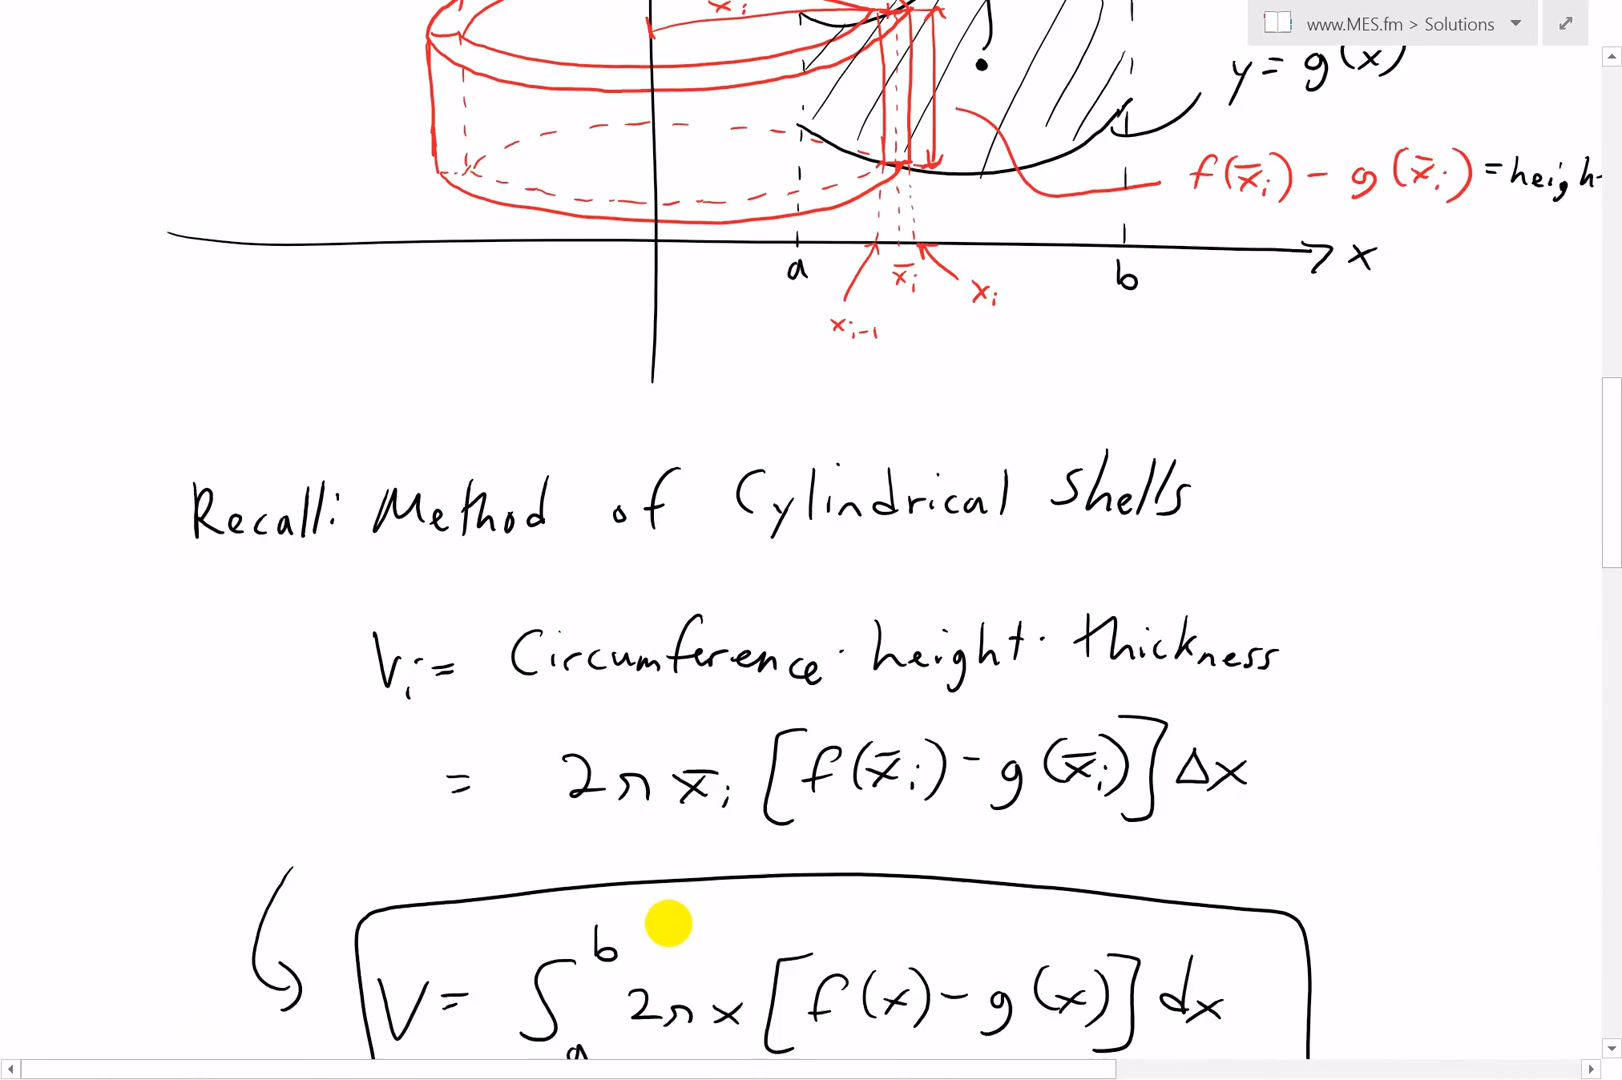 x̄ᵢ
www.MES.fm > Solutions
y = g(x)
f(x̄ᵢ) - g(x̄ᵢ) = heigh
x
a
x̄ᵢ
b
xᵢ
xᵢ₋₁
Recall: Method of Cylindrical Shells
Vᵢ = Circumference · height · thickness
= 2π x̄ᵢ [f(x̄ᵢ) - g(x̄ᵢ)] Δx
V = ∫ₐᵇ 2πx [f(x) - g(x)] dx